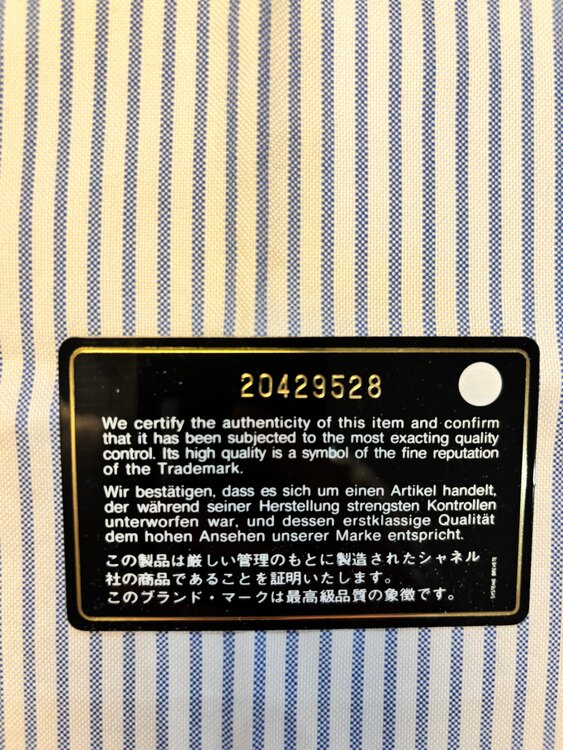 20429528
We certify the authenticity of this item and confirm
that it has been subjected to the most exacting quality
control. Its high quality is a symbol of the fine reputation
of the Trademark.
Wir bestätigen, dass es sich um einen Artikel handelt,
der während seiner Herstellung strengsten Kontrollen
unterworfen war, und dessen erstklassige Qualität
dem hohen Ansehen unserer Marke entspricht.
この製品は厳しい管理のもとに製造されたシャネル
社の商品であることを証明いたします。
このブランド・マークは最高級品質の象徴です。
SYSTEME BREVETE